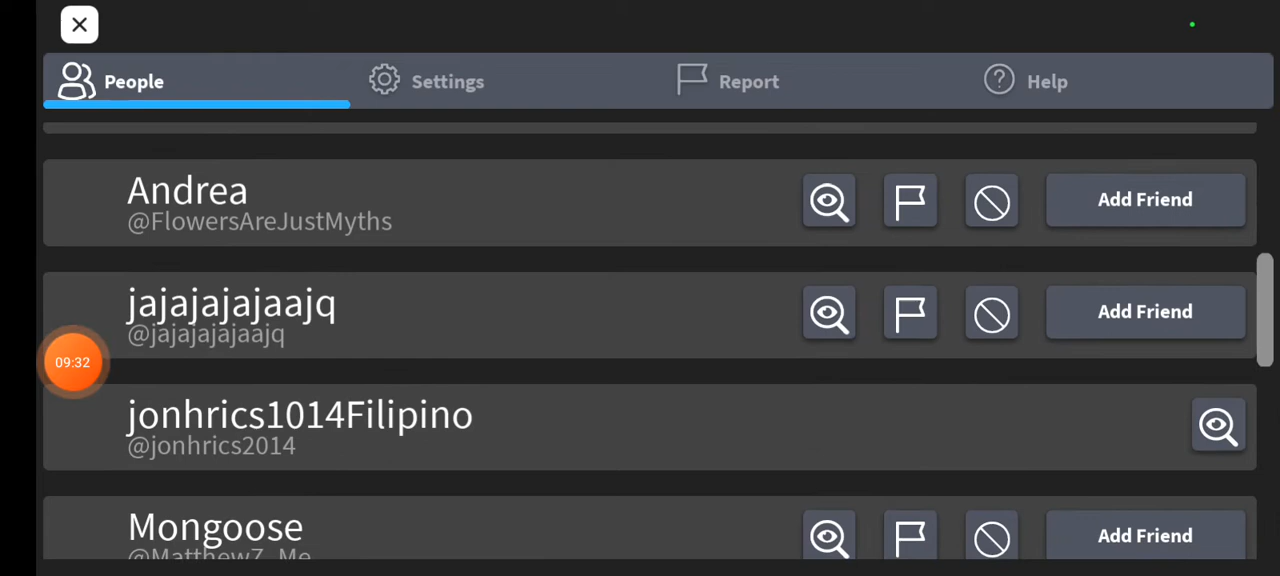 People
Settings
Report
Help
Andrea
@FlowersAreJustMyths
Add Friend
jajajajajaajq
@jajajajajaajq
Add Friend
09:32
jonhrics1014Filipino
@jonhrics2014
Mongoose
@MatthewZ_Me
Add Friend